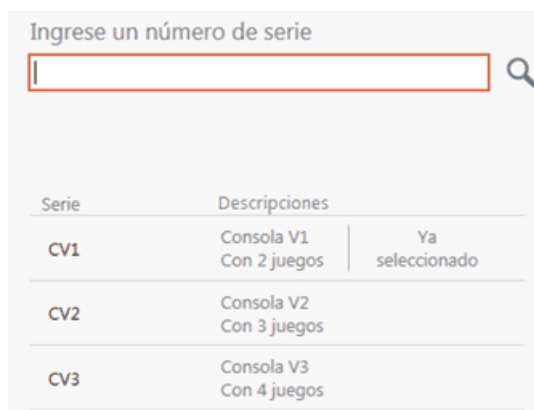 Ingrese un número de serie
Serie Descripciones
CV1 Consola V1 Ya
Con 2 juegos seleccionado
CV2 Consola V2
Con 3 juegos
CV3 Consola V3
Con 4 juegos